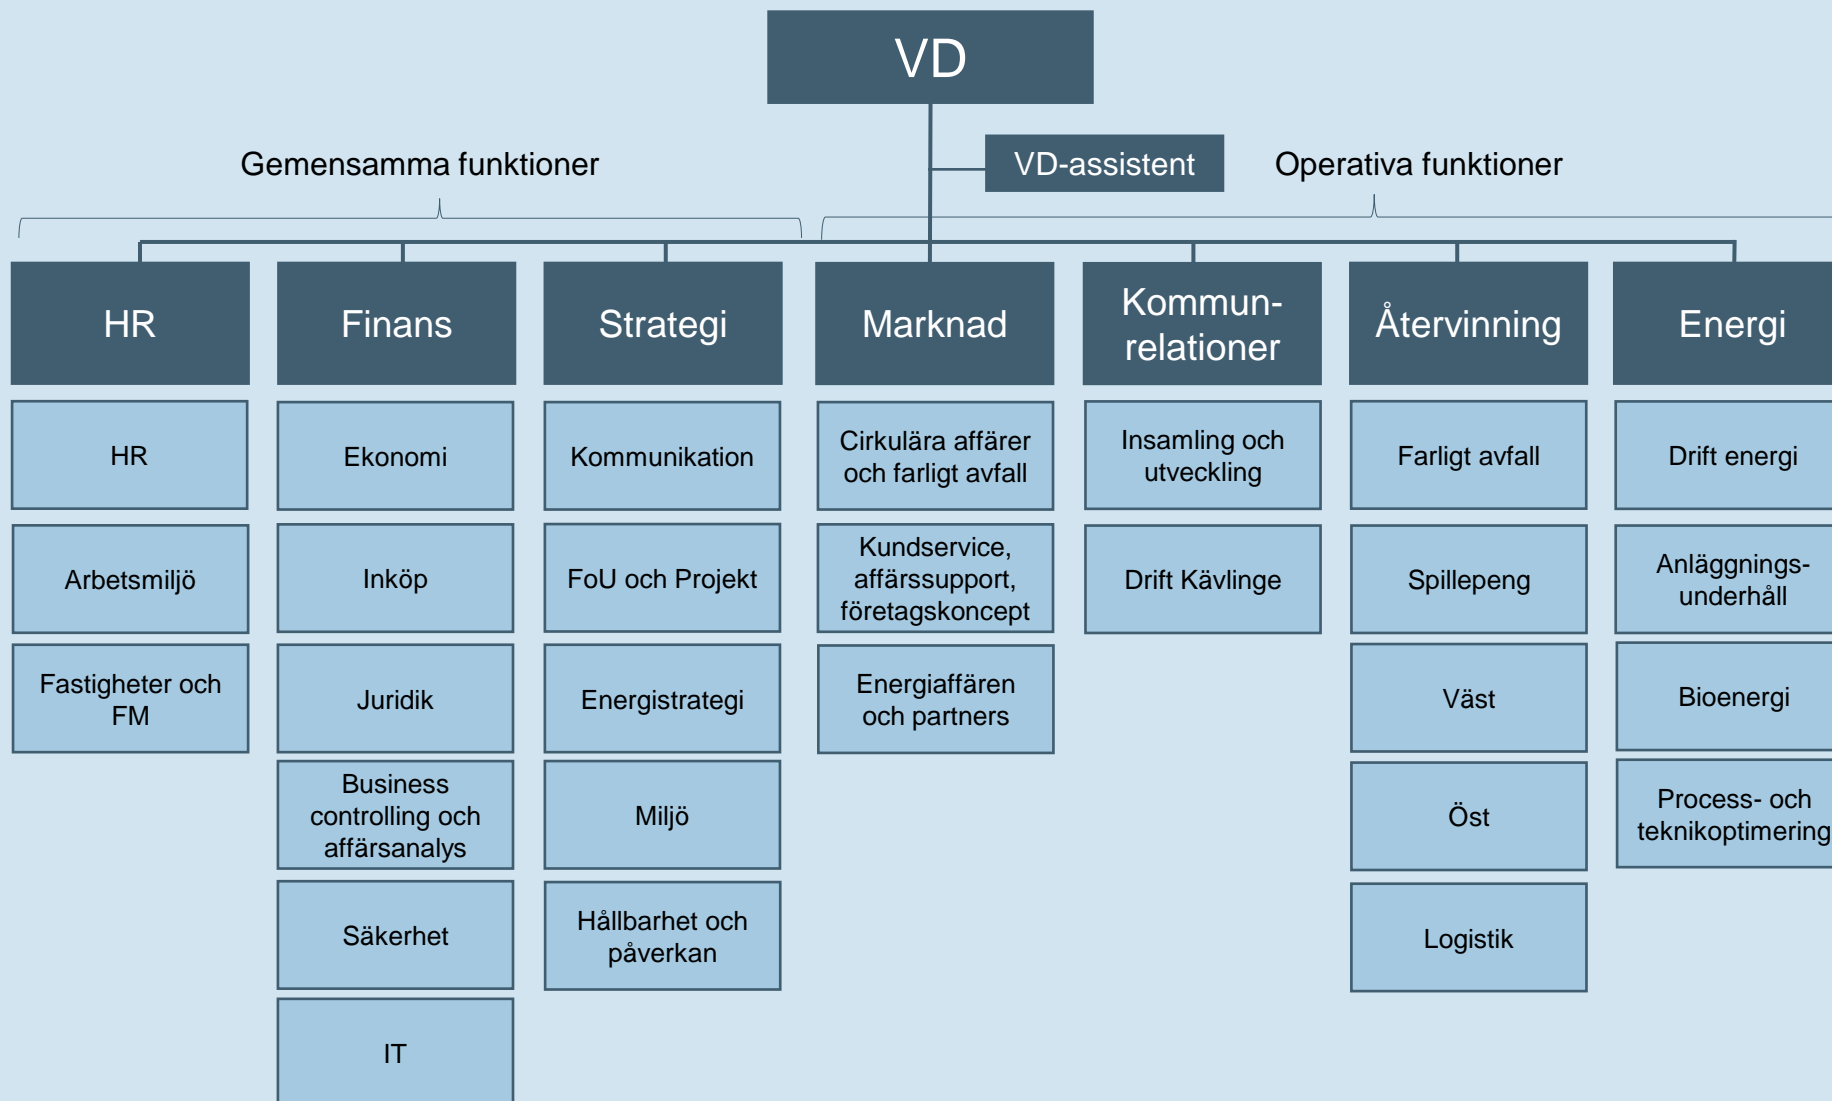 VD
VD-assistent
Gemensamma funktioner
Operativa funktioner
HR
Finans
Strategi
Marknad
Kommun-
relationer
Återvinning
Energi
HR
Arbetsmiljö
Fastigheter och
FM
Ekonomi
Inköp
Juridik
Business
controlling och
affärsanalys
Säkerhet
IT
Kommunikation
FoU och Projekt
Energistrategi
Miljö
Hållbarhet och
påverkan
Cirkulära affärer
och farligt avfall
Kundservice,
affärssupport,
företagskoncept
Energiaffären
och partners
Insamling och
utveckling
Drift Kävlinge
Farligt avfall
Spillepeng
Väst
Öst
Logistik
Drift energi
Anläggnings-
underhåll
Bioenergi
Process- och
teknikoptimering